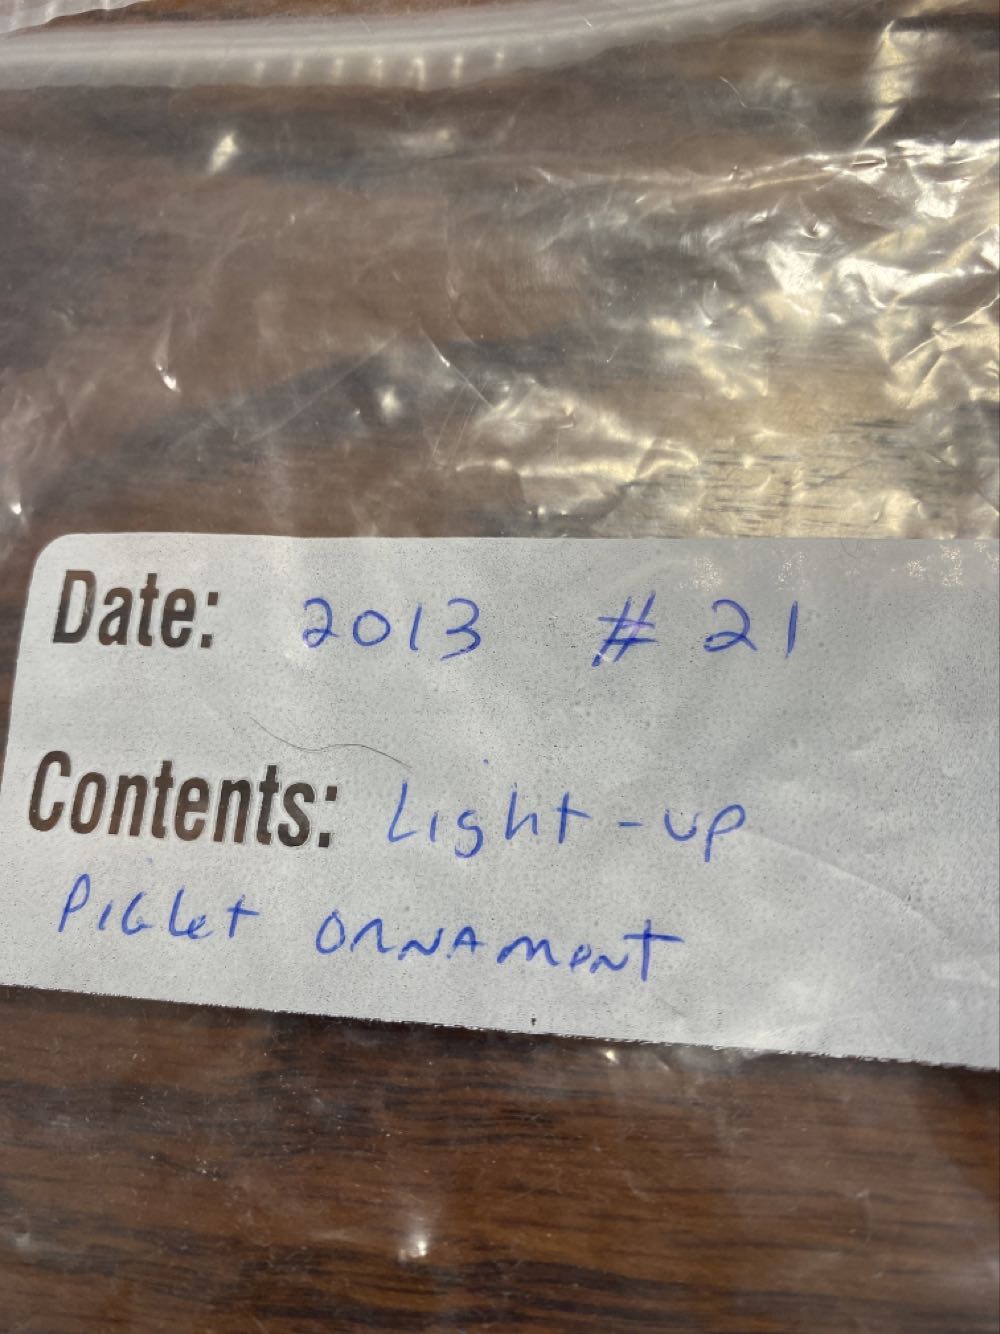 Date: 2013 # 21
Contents: Light-up
PIGLet ORNAMENT